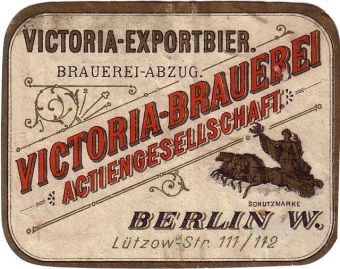 VICTORIA-EXPORTBIER.
BRAUEREI-ABZUG.
VICTORIA-BRAUEREI
ACTIENGESELLSCHAFT.
SCHUTZMARKE
BERLIN W.
Lützow-Str. 111/112